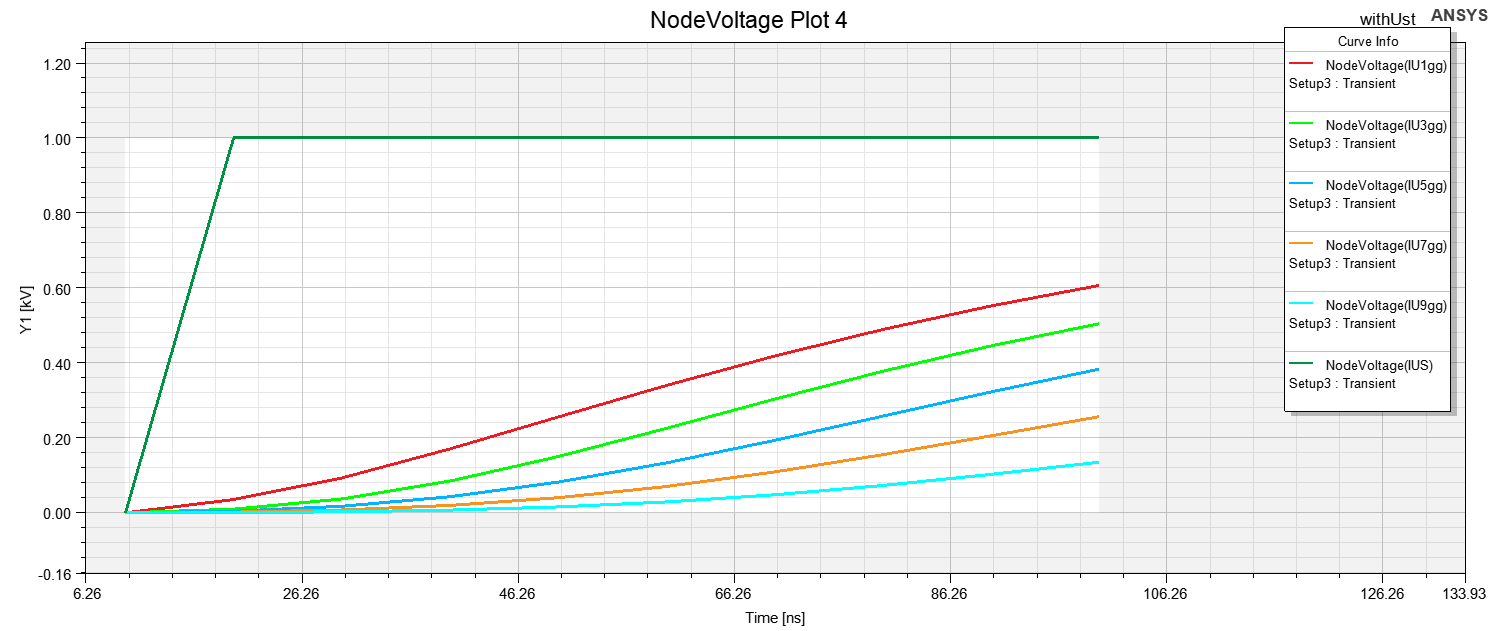 NodeVoltage Plot 4
withUst
ANSYS
Curve Info
NodeVoltage(IU1gg)
Setup3 : Transient
NodeVoltage(IU3gg)
Setup3 : Transient
NodeVoltage(IU5gg)
Setup3 : Transient
NodeVoltage(IU7gg)
Setup3 : Transient
NodeVoltage(IU9gg)
Setup3 : Transient
NodeVoltage(IUS)
Setup3 : Transient
Y1 [kV]
1.20
1.00
0.80
0.60
0.40
0.20
0.00
-0.16
6.26 26.26 46.26 66.26 86.26 106.26 126.26 133.93
Time [ns]